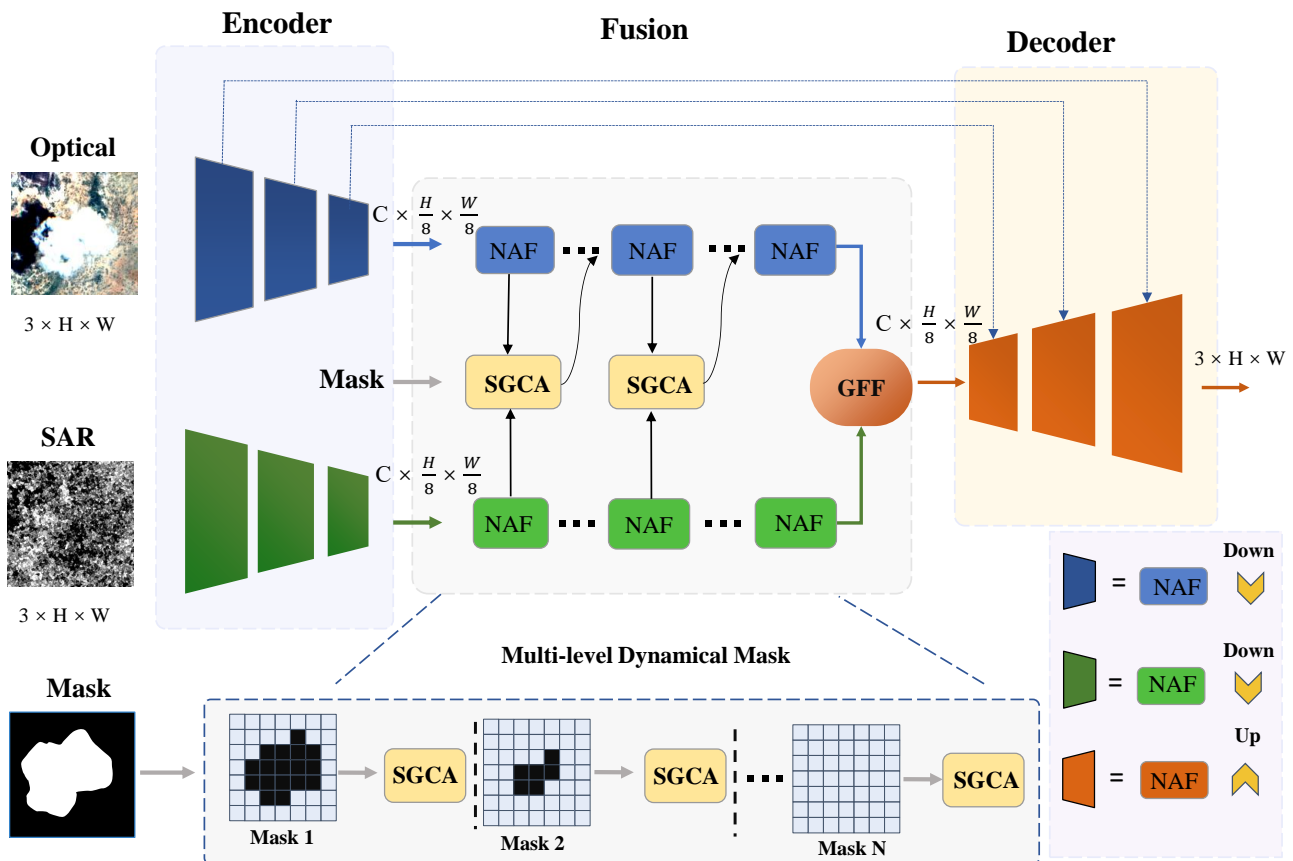 Encoder
Fusion
Decoder
Optical
3 × H × W
C × H/8 × W/8
NAF
NAF
NAF
Mask
SGCA
SGCA
GFF
C × H/8 × W/8
3 × H × W
SAR
3 × H × W
C × H/8 × W/8
NAF
NAF
NAF
Down
= NAF
Down
= NAF
Up
= NAF
Multi-level Dynamical Mask
Mask
SGCA
SGCA
SGCA
Mask 1
Mask 2
Mask N